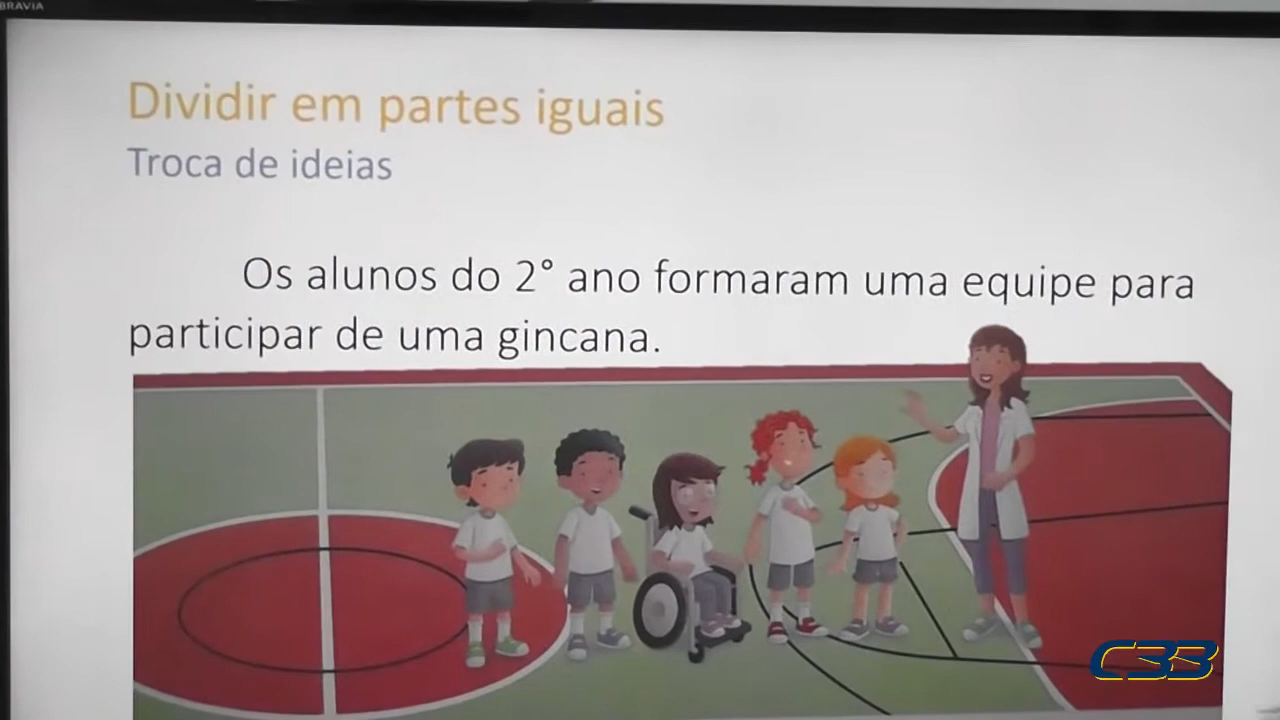 BRAVIA
Dividir em partes iguais
Troca de ideias
Os alunos do 2° ano formaram uma equipe para
participar de uma gincana.
CBB